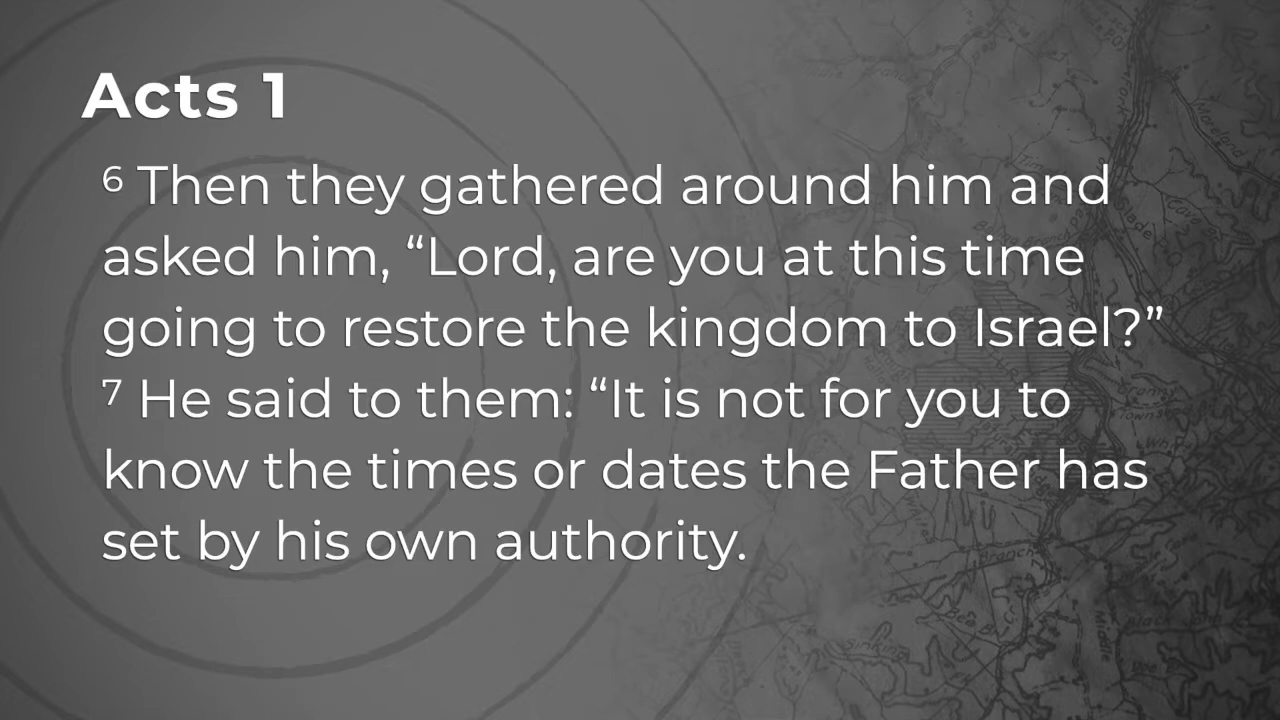 Acts 1
6 Then they gathered around him and
asked him, “Lord, are you at this time
going to restore the kingdom to Israel?”
7 He said to them: “It is not for you to
know the times or dates the Father has
set by his own authority.
Moreland
Branch